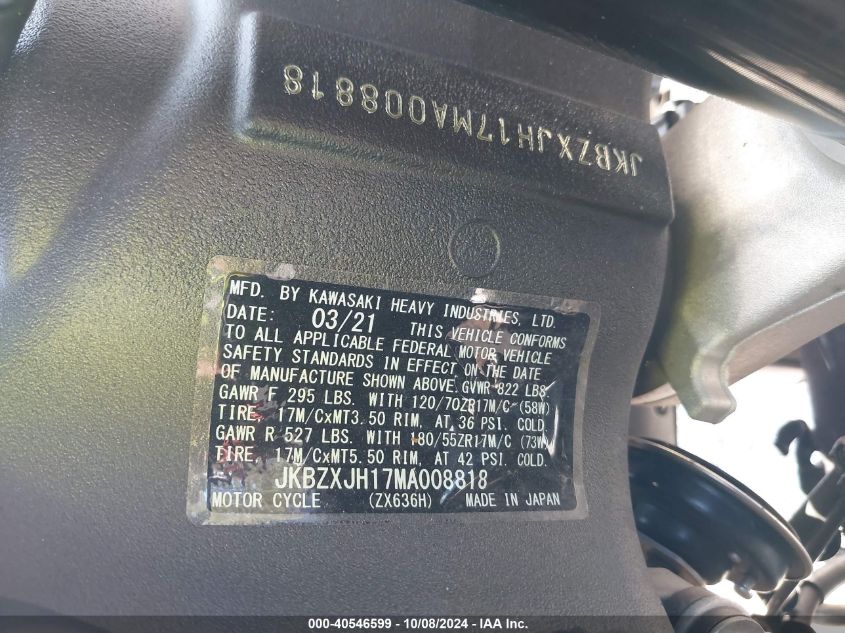 JKBZXJH17MA008818
MFD. BY KAWASAKI HEAVY INDUSTRIES, LTD.
DATE: 03/21 THIS VEHICLE CONFORMS
TO ALL APPLICABLE FEDERAL MOTOR VEHICLE
SAFETY STANDARDS IN EFFECT ON THE DATE
OF MANUFACTURE SHOWN ABOVE. GVWR 822 LBS
GAWR F 295 LBS. WITH 120/70ZR17M/C (58W)
TIRE, 17M/CxMT3.50 RIM, AT 36 PSI. COLD.
GAWR R 527 LBS. WITH 180/55ZR17M/C (73W)
TIRE, 17M/CxMT5.50 RIM, AT 42 PSI. COLD.
JKBZXJH17MA008818
MOTOR CYCLE (ZX636H) MADE IN JAPAN
000-40546599 - 10/08/2024 - IAA Inc.